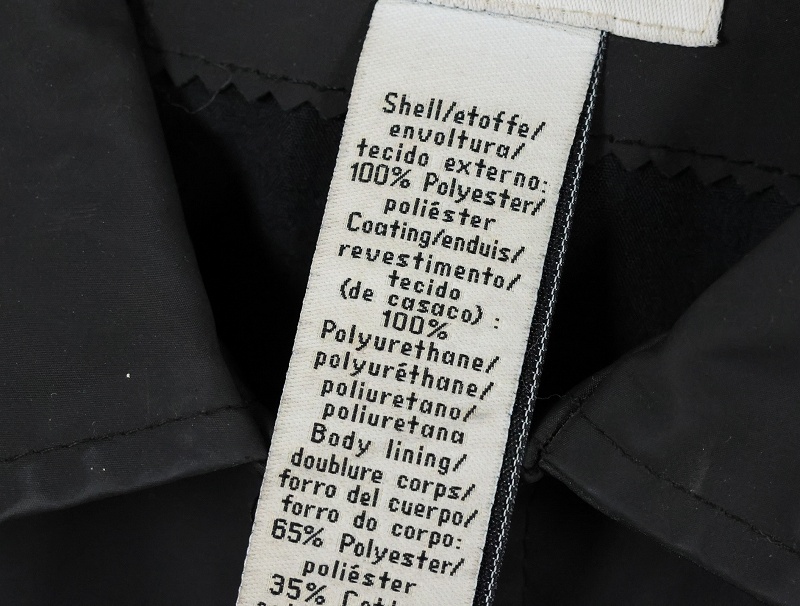 Shell/etoffe/
envoltura/
tecido externo:
100% Polyester/
poliéster
Coating/enduis/
revestimento/
tecido
(de casaco) :
100%
Polyurethane/
polyuréthane/
poliuretano/
poliuretana
Body lining/
doublure corps/
forro del cuerpo/
forro do corpo:
65% Polyester/
poliéster
35%